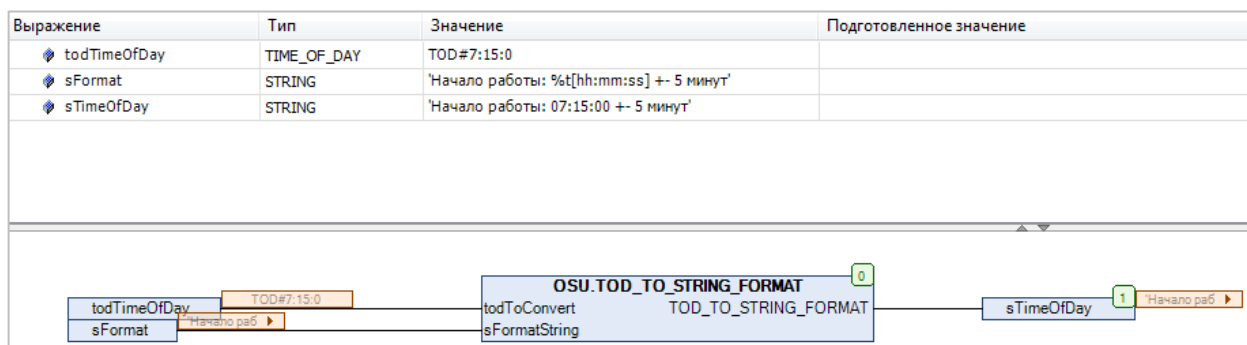 Выражение Тип Значение Подготовленное значение
todTimeOfDay TIME_OF_DAY TOD#7:15:0
sFormat STRING 'Начало работы: %t[hh:mm:ss] +- 5 минут'
sTimeOfDay STRING 'Начало работы: 07:15:00 +- 5 минут'
OSU.TOD_TO_STRING_FORMAT 0
todTimeOfDay TOD#7:15:0 todToConvert TOD_TO_STRING_FORMAT sTimeOfDay 1 'Начало раб
sFormat 'Начало раб sFormatString